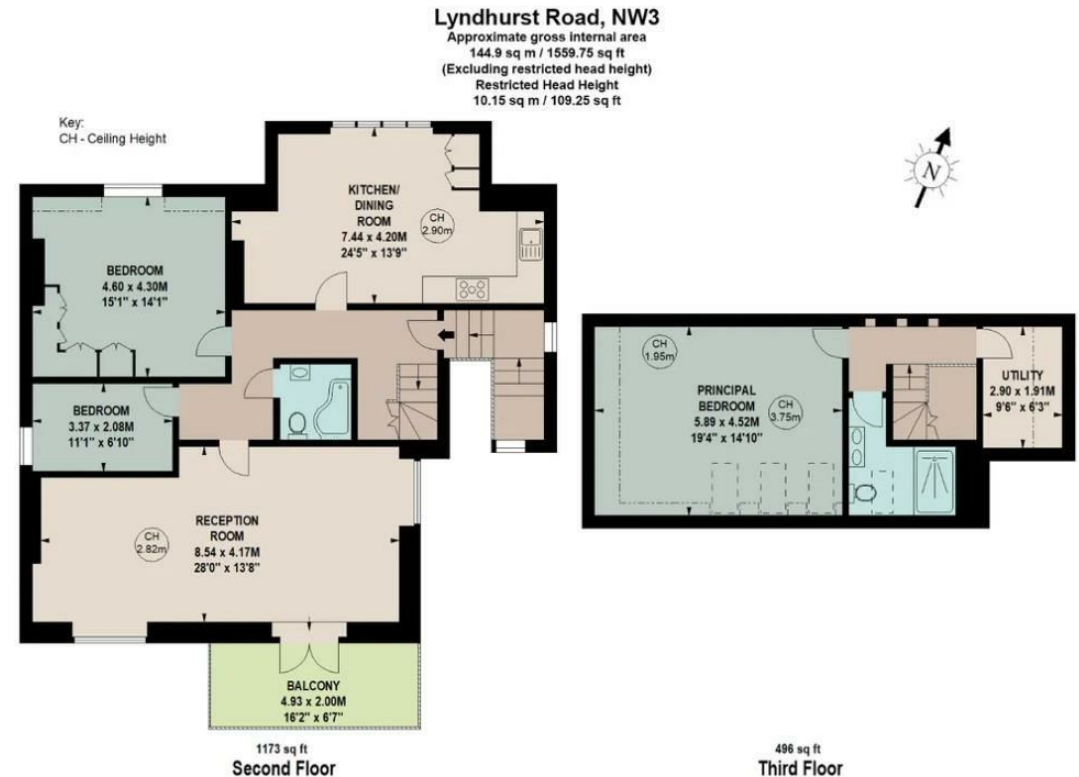 Lyndhurst Road, NW3
Approximate gross internal area
144.9 sq m / 1559.75 sq ft
(Excluding restricted head height)
Restricted Head Height
10.15 sq m / 109.25 sq ft
Key:
CH - Ceiling Height
N
KITCHEN/
DINING
ROOM
7.44 x 4.20M
24'5" x 13'9"
CH
2.90m
BEDROOM
4.60 x 4.30M
15'1" x 14'1"
BEDROOM
3.37 x 2.08M
11'1" x 6'10"
RECEPTION
ROOM
8.54 x 4.17M
28'0" x 13'8"
CH
2.82m
BALCONY
4.93 x 2.00M
16'2" x 6'7"
1173 sq ft
Second Floor
CH
1.95m
PRINCIPAL
BEDROOM
5.89 x 4.52M
19'4" x 14'10"
CH
3.75m
UTILITY
2.90 x 1.91M
9'6" x 6'3"
496 sq ft
Third Floor